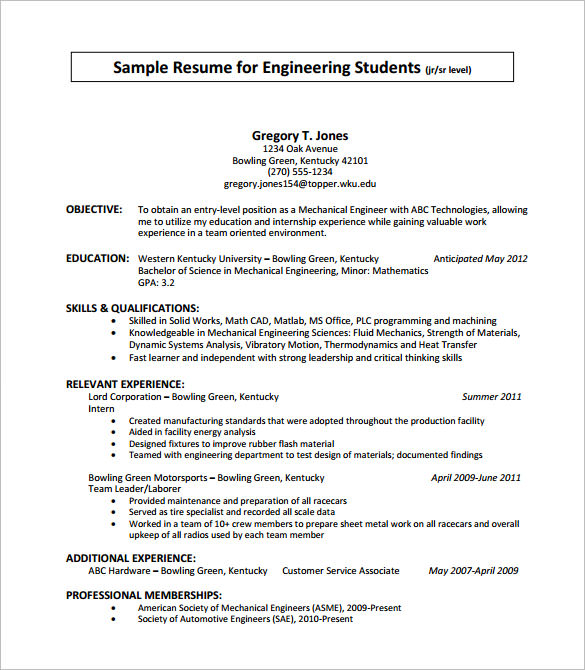 Sample Resume for Engineering Students (jr/sr level)
Gregory T. Jones
1234 Oak Avenue
Bowling Green, Kentucky 42101
(270) 555-1234
gregory.jones154@topper.wku.edu
OBJECTIVE: To obtain an entry-level position as a Mechanical Engineer with ABC Technologies, allowing
me to utilize my education and internship experience while gaining valuable work
experience in a team oriented environment.
EDUCATION: Western Kentucky University – Bowling Green, Kentucky Anticipated May 2012
Bachelor of Science in Mechanical Engineering, Minor: Mathematics
GPA: 3.2
SKILLS & QUALIFICATIONS:
• Skilled in Solid Works, Math CAD, Matlab, MS Office, PLC programming and machining
• Knowledgeable in Mechanical Engineering Sciences: Fluid Mechanics, Strength of Materials,
Dynamic Systems Analysis, Vibratory Motion, Thermodynamics and Heat Transfer
• Fast learner and independent with strong leadership and critical thinking skills
RELEVANT EXPERIENCE:
Lord Corporation – Bowling Green, Kentucky Summer 2011
Intern
• Created manufacturing standards that were adopted throughout the production facility
• Aided in facility energy analysis
• Designed fixtures to improve rubber flash material
• Teamed with engineering department to test design of materials; documented findings
Bowling Green Motorsports – Bowling Green, Kentucky April 2009-June 2011
Team Leader/Laborer
• Provided maintenance and preparation of all racecars
• Served as tire specialist and recorded all scale data
• Worked in a team of 10+ crew members to prepare sheet metal work on all racecars and overall
upkeep of all radios used by each team member
ADDITIONAL EXPERIENCE:
ABC Hardware – Bowling Green, Kentucky Customer Service Associate May 2007-April 2009
PROFESSIONAL MEMBERSHIPS:
• American Society of Mechanical Engineers (ASME), 2009-Present
• Society of Automotive Engineers (SAE), 2010-Present